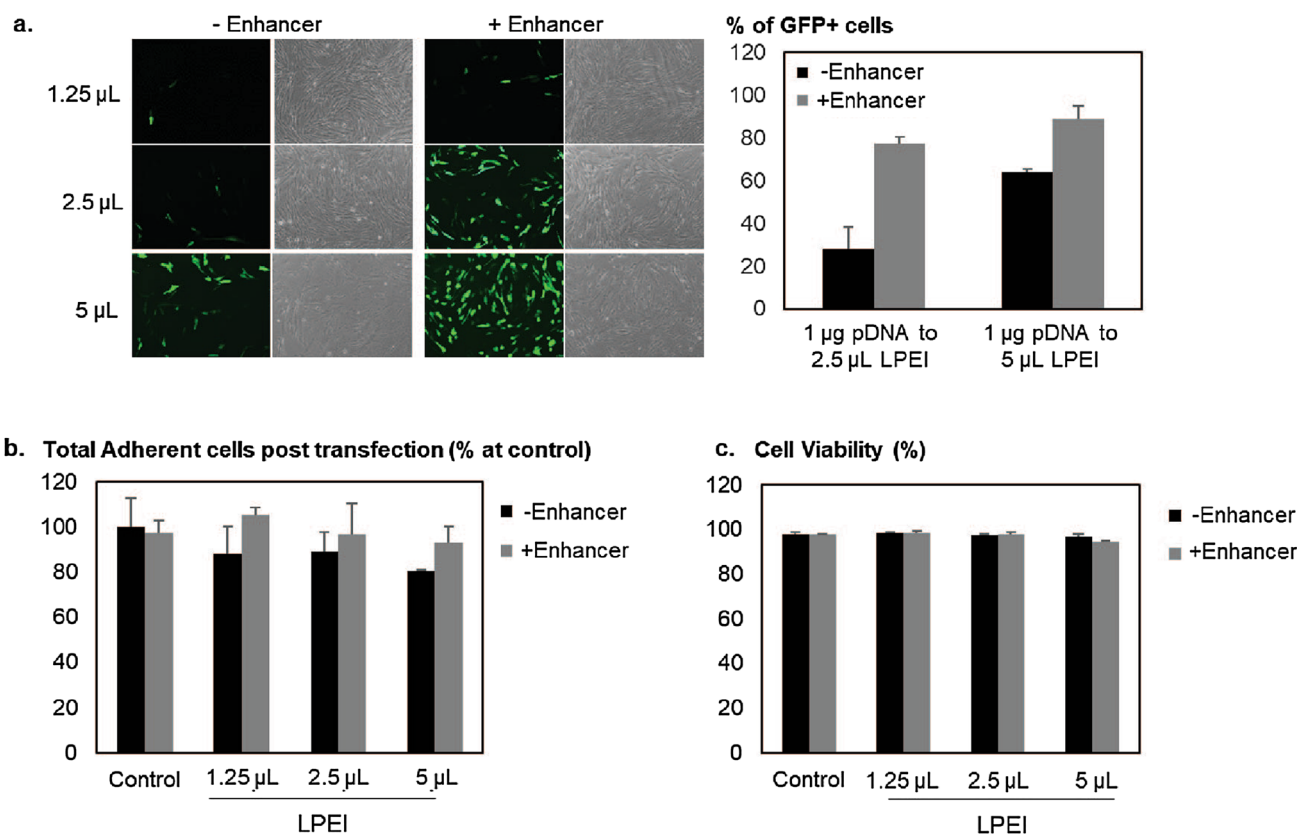 a.
- Enhancer
+ Enhancer
1.25 µL
2.5 µL
5 µL
% of GFP+ cells
120
100
80
60
40
20
0
-Enhancer
+Enhancer
1 µg pDNA to
2.5 µL LPEI
1 µg pDNA to
5 µL LPEI
b. Total Adherent cells post transfection (% at control)
120
100
80
60
40
20
0
-Enhancer
+Enhancer
Control 1.25 µL 2.5 µL 5 µL
LPEI
c. Cell Viability (%)
120
100
80
60
40
20
0
-Enhancer
+Enhancer
Control 1.25 µL 2.5 µL 5 µL
LPEI